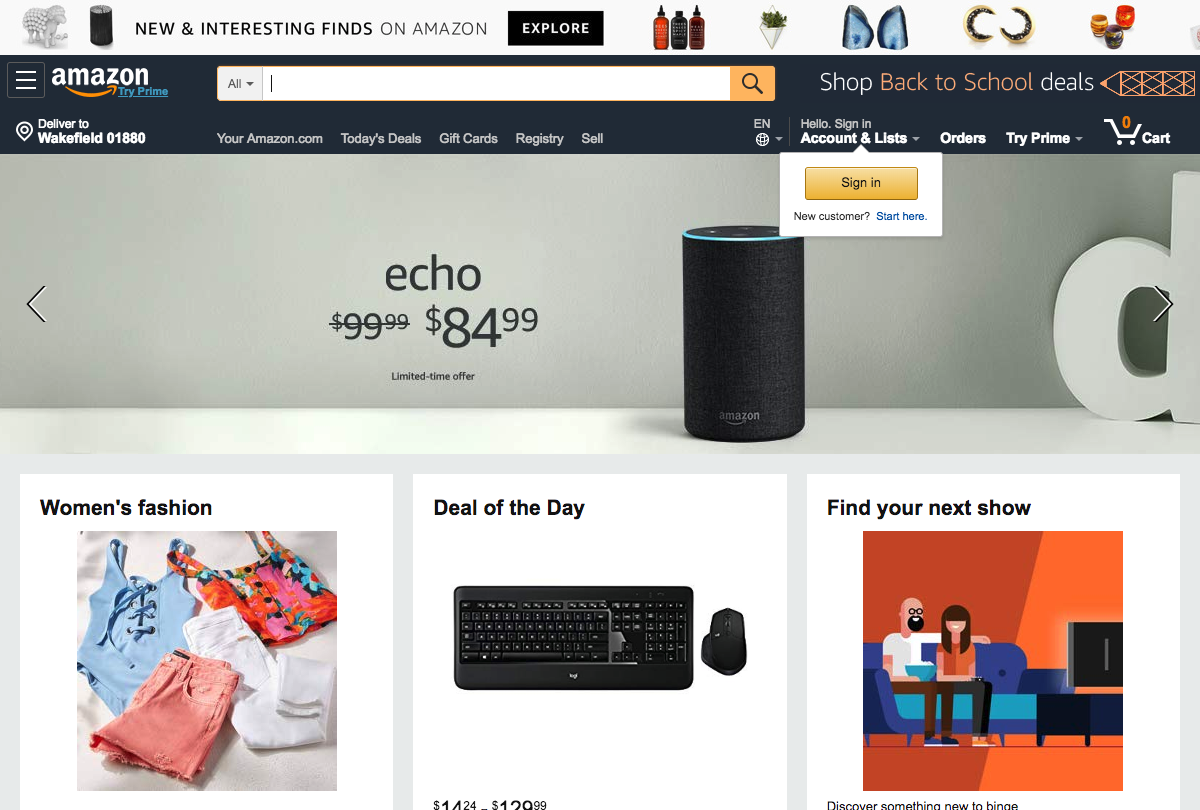 NEW & INTERESTING FINDS ON AMAZON
EXPLORE
amazon
Try Prime
All
Shop Back to School deals
Deliver to
Wakefield 01880
Your Amazon.com
Today's Deals
Gift Cards
Registry
Sell
EN
Hello. Sign in
Account & Lists
Orders
Try Prime
0
Cart
Sign in
New customer? Start here.
echo
$99.99 $84.99
Limited-time offer
amazon
Women's fashion
Deal of the Day
Find your next show
logi
$14.24 – $129.99
Discover something new to binge